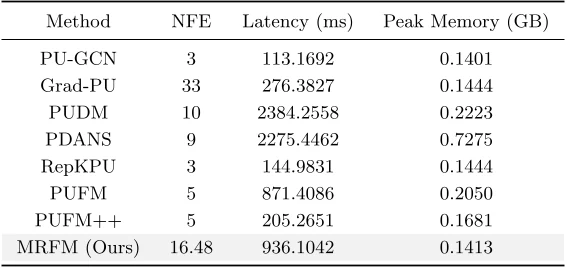 Method NFE Latency (ms) Peak Memory (GB)
PU-GCN 3 113.1692 0.1401
Grad-PU 33 276.3827 0.1444
PUDM 10 2384.2558 0.2223
PDANS 9 2275.4462 0.7275
RepKPU 3 144.9831 0.1444
PUFM 5 871.4086 0.2050
PUFM++ 5 205.2651 0.1681
MRFM (Ours) 16.48 936.1042 0.1413